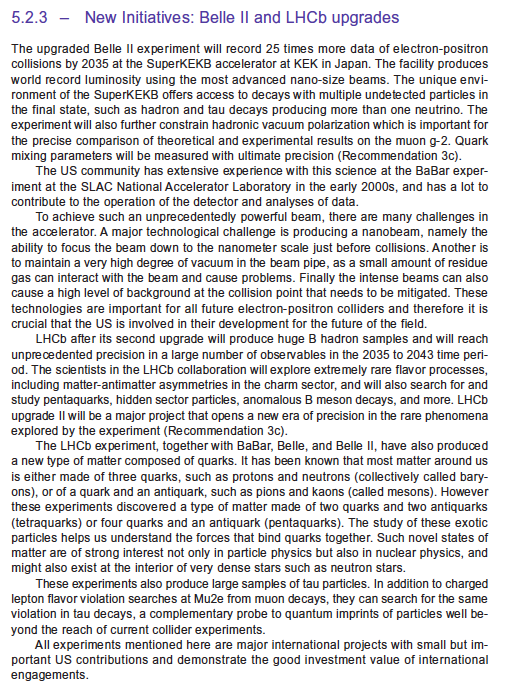 5.2.3 – New Initiatives: Belle II and LHCb upgrades
The upgraded Belle II experiment will record 25 times more data of electron-positron
collisions by 2035 at the SuperKEKB accelerator at KEK in Japan. The facility produces
world record luminosity using the most advanced nano-size beams. The unique envi-
ronment of the SuperKEKB offers access to decays with multiple undetected particles in
the final state, such as hadron and tau decays producing more than one neutrino. The
experiment will also further constrain hadronic vacuum polarization which is important for
the precise comparison of theoretical and experimental results on the muon g-2. Quark
mixing parameters will be measured with ultimate precision (Recommendation 3c).
The US community has extensive experience with this science at the BaBar exper-
iment at the SLAC National Accelerator Laboratory in the early 2000s, and has a lot to
contribute to the operation of the detector and analyses of data.
To achieve such an unprecedentedly powerful beam, there are many challenges in
the accelerator. A major technological challenge is producing a nanobeam, namely the
ability to focus the beam down to the nanometer scale just before collisions. Another is
to maintain a very high degree of vacuum in the beam pipe, as a small amount of residue
gas can interact with the beam and cause problems. Finally the intense beams can also
cause a high level of background at the collision point that needs to be mitigated. These
technologies are important for all future electron-positron colliders and therefore it is
crucial that the US is involved in their development for the future of the field.
LHCb after its second upgrade will produce huge B hadron samples and will reach
unprecedented precision in a large number of observables in the 2035 to 2043 time peri-
od. The scientists in the LHCb collaboration will explore extremely rare flavor processes,
including matter-antimatter asymmetries in the charm sector, and will also search for and
study pentaquarks, hidden sector particles, anomalous B meson decays, and more. LHCb
upgrade II will be a major project that opens a new era of precision in the rare phenomena
explored by the experiment (Recommendation 3c).
The LHCb experiment, together with BaBar, Belle, and Belle II, have also produced
a new type of matter composed of quarks. It has been known that most matter around us
is either made of three quarks, such as protons and neutrons (collectively called bary-
ons), or of a quark and an antiquark, such as pions and kaons (called mesons). However
these experiments discovered a type of matter made of two quarks and two antiquarks
(tetraquarks) or four quarks and an antiquark (pentaquarks). The study of these exotic
particles helps us understand the forces that bind quarks together. Such novel states of
matter are of strong interest not only in particle physics but also in nuclear physics, and
might also exist at the interior of very dense stars such as neutron stars.
These experiments also produce large samples of tau particles. In addition to charged
lepton flavor violation searches at Mu2e from muon decays, they can search for the same
violation in tau decays, a complementary probe to quantum imprints of particles well be-
yond the reach of current collider experiments.
All experiments mentioned here are major international projects with small but im-
portant US contributions and demonstrate the good investment value of international
engagements.